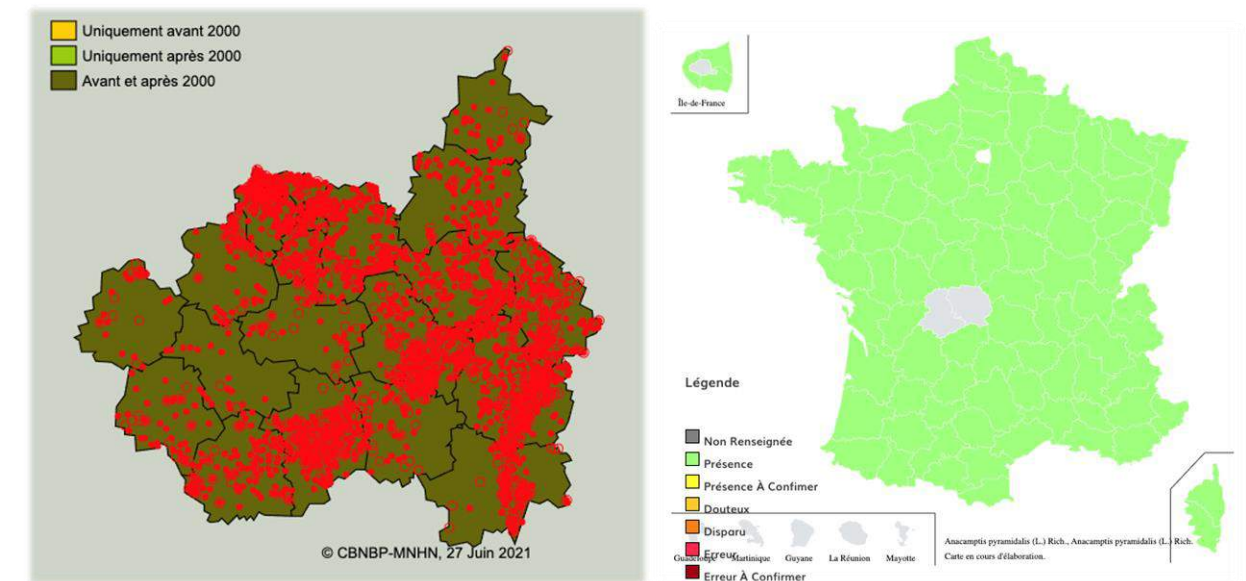 Uniquement avant 2000
Uniquement après 2000
Avant et après 2000
© CBNBP-MNHN, 27 Juin 2021
Île-de-France
Légende
Non Renseignée
Présence
Présence À Confimer
Douteux
Disparu
Erreur
Erreur À Confirmer
Guadeloupe
Martinique
Guyane
La Réunion
Mayotte
Anacamptis pyramidalis (L.) Rich., Anacamptis pyramidalis (L.) Rich.
Carte en cours d'élaboration.